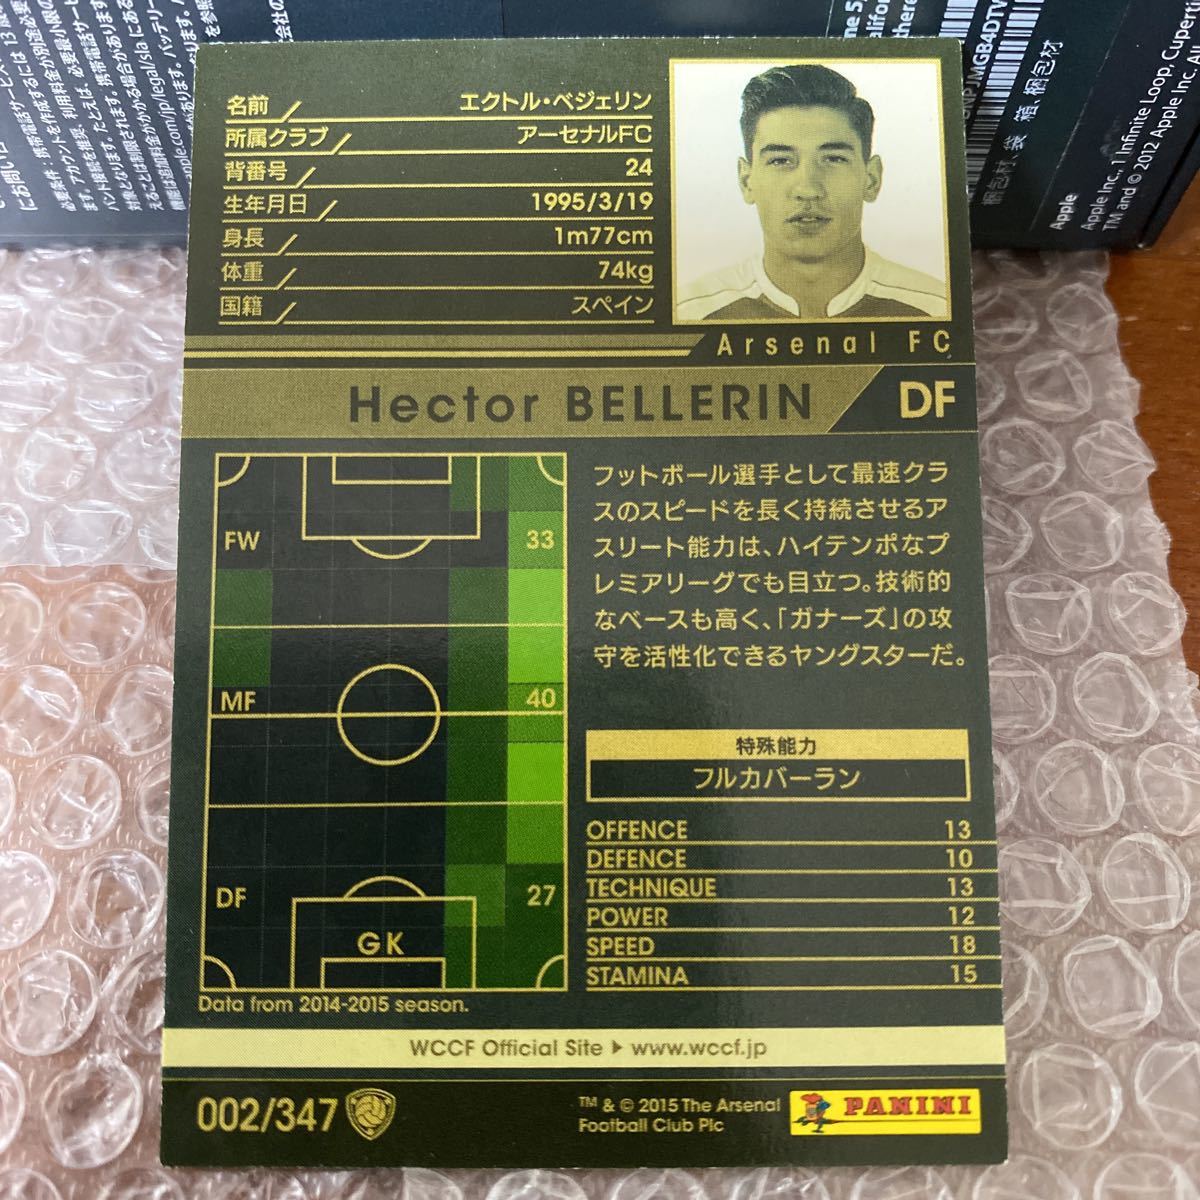 名前 エクトル・ベジェリン
所属クラブ アーセナルFC
背番号 24
生年月日 1995/3/19
身長 1m77cm
体重 74kg
国籍 スペイン
Arsenal FC
Hector BELLERIN DF
FW 33
MF 40
DF 27
GK
Data from 2014-2015 season.
フットボール選手として最速クラ
スのスピードを長く持続させるア
スリート能力は、ハイテンポなプ
レミアリーグでも目立つ。技術的
なベースも高く、「ガナーズ」の攻
守を活性化できるヤングスターだ。
特殊能力
フルカバーラン
OFFENCE 13
DEFENCE 10
TECHNIQUE 13
POWER 12
SPEED 18
STAMINA 15
WCCF Official Site ▶ www.wccf.jp
002/347
TM & © 2015 The Arsenal
Football Club Plc
PANINI
Apple
Apple Inc., 1 Infinite Loop, Cupertin
TM and © 2012 Apple Inc. All
梱包材、袋 箱、梱包材